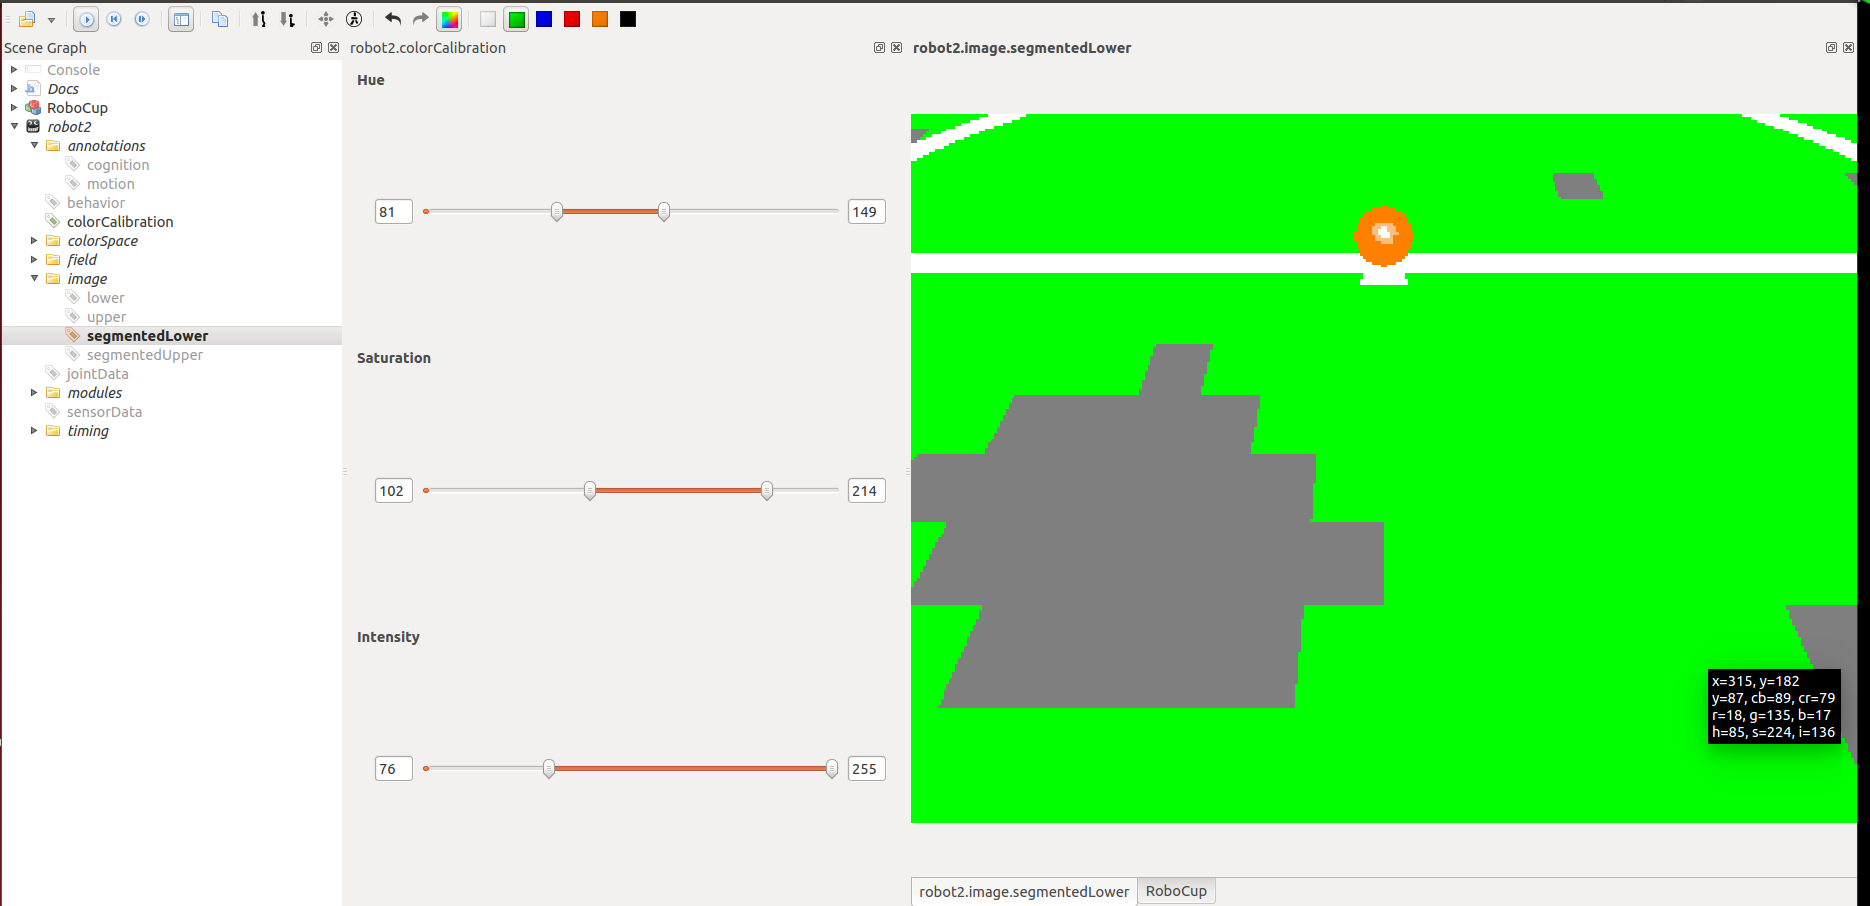 Scene Graph
Console
Docs
RoboCup
robot2
annotations
cognition
motion
behavior
colorCalibration
colorSpace
field
image
lower
upper
segmentedLower
segmentedUpper
jointData
modules
sensorData
timing
robot2.colorCalibration
Hue
81
149
Saturation
102
214
Intensity
76
255
robot2.image.segmentedLower
x=315, y=182
y=87, cb=89, cr=79
r=18, g=135, b=17
h=85, s=224, i=136
robot2.image.segmentedLower
RoboCup